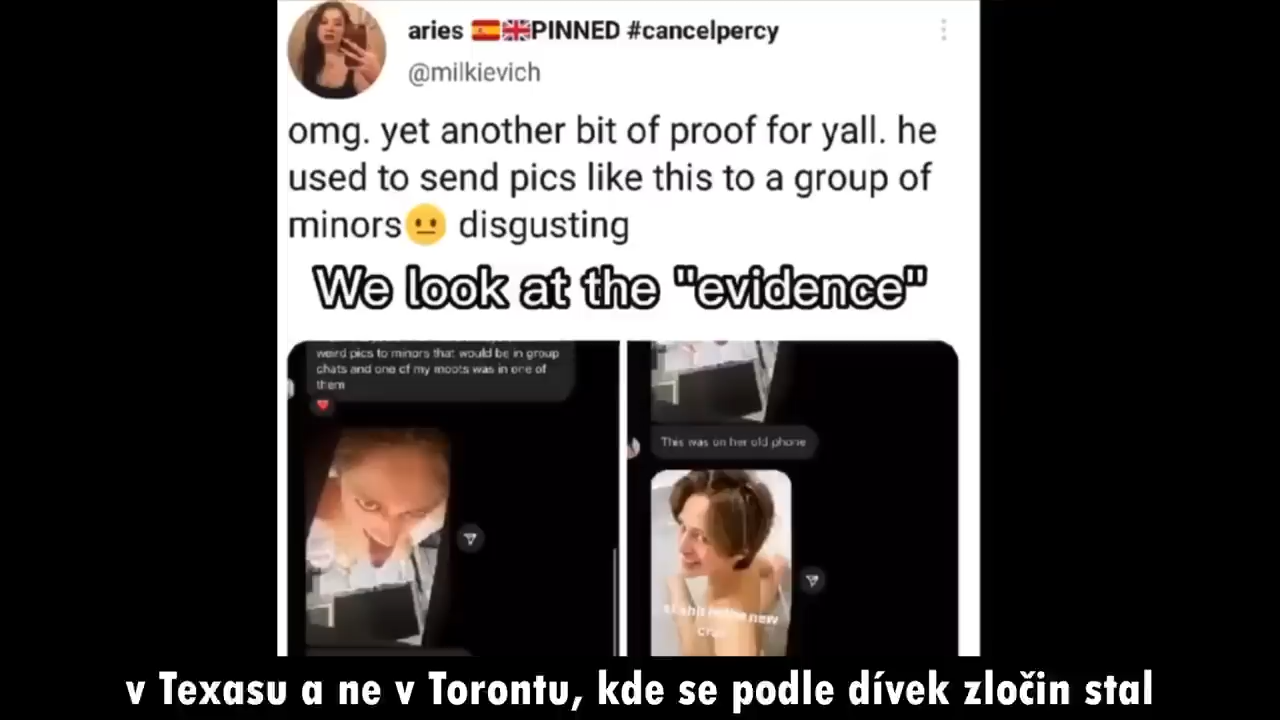 aries 🇪🇸🇬🇧PINNED #cancelpercy
@milkievich
omg. yet another bit of proof for yall. he
used to send pics like this to a group of
minors😐 disgusting
We look at the "evidence"
weird pics to minors that would be in group
chats and one of my moots was in one of
them
This was on her old phone
new
v Texasu a ne v Torontu, kde se podle dívek zločin stal